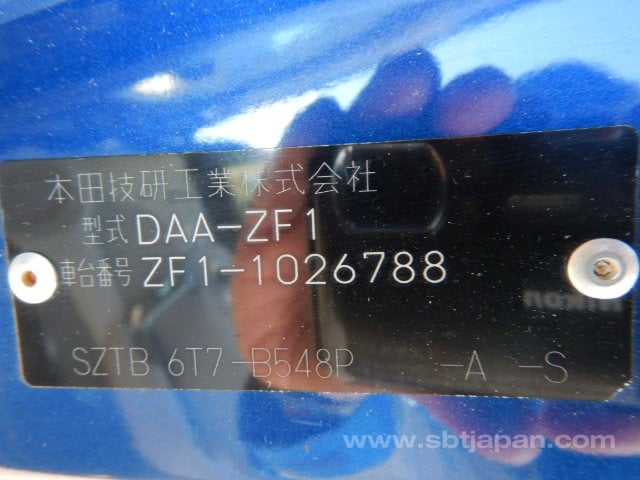 本田技研工業株式会社
型式 DAA-ZF1
車台番号 ZF1-1026788
SZTB 6T7-B548P -A -S
Nikon
www.sbtjapan.com